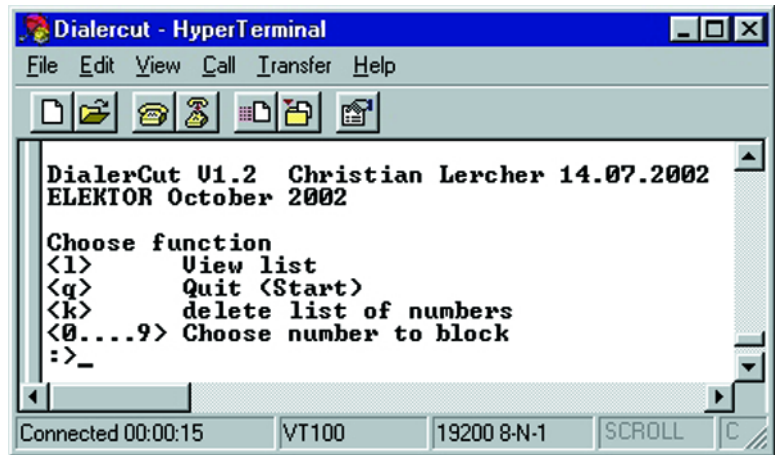 Dialercut - HyperTerminal
File Edit View Call Transfer Help
DialerCut V1.2 Christian Lercher 14.07.2002
ELEKTOR October 2002
Choose function
<l> View list
<q> Quit (Start)
<k> delete list of numbers
<0....9> Choose number to block
:>_
Connected 00:00:15 VT100 19200 8-N-1 SCROLL C